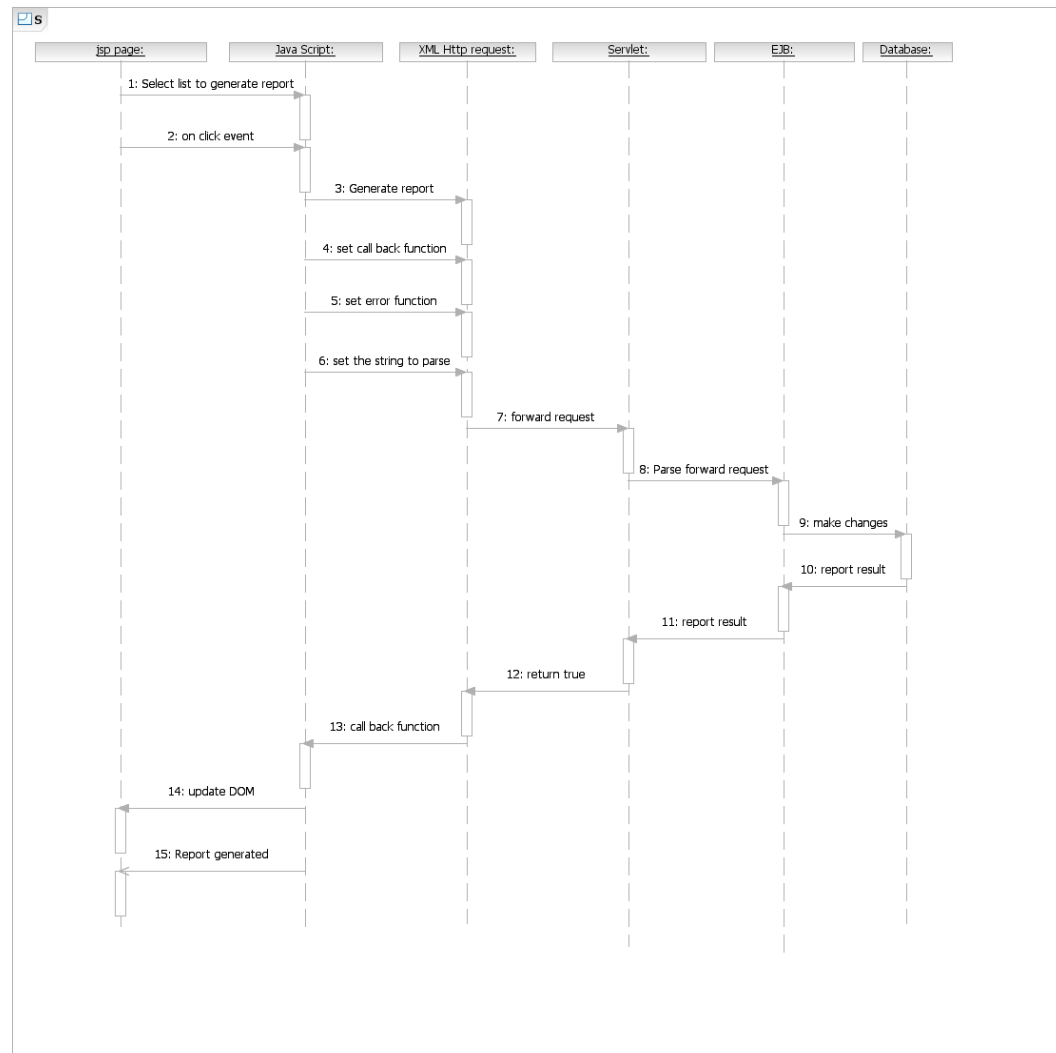 s
jsp page: Java Script: XML Http request: Servlet: EJB: Database:
1: Select list to generate report
2: on click event
3: Generate report
4: set call back function
5: set error function
6: set the string to parse
7: forward request
8: Parse forward request
9: make changes
10: report result
11: report result
12: return true
13: call back function
14: update DOM
15: Report generated